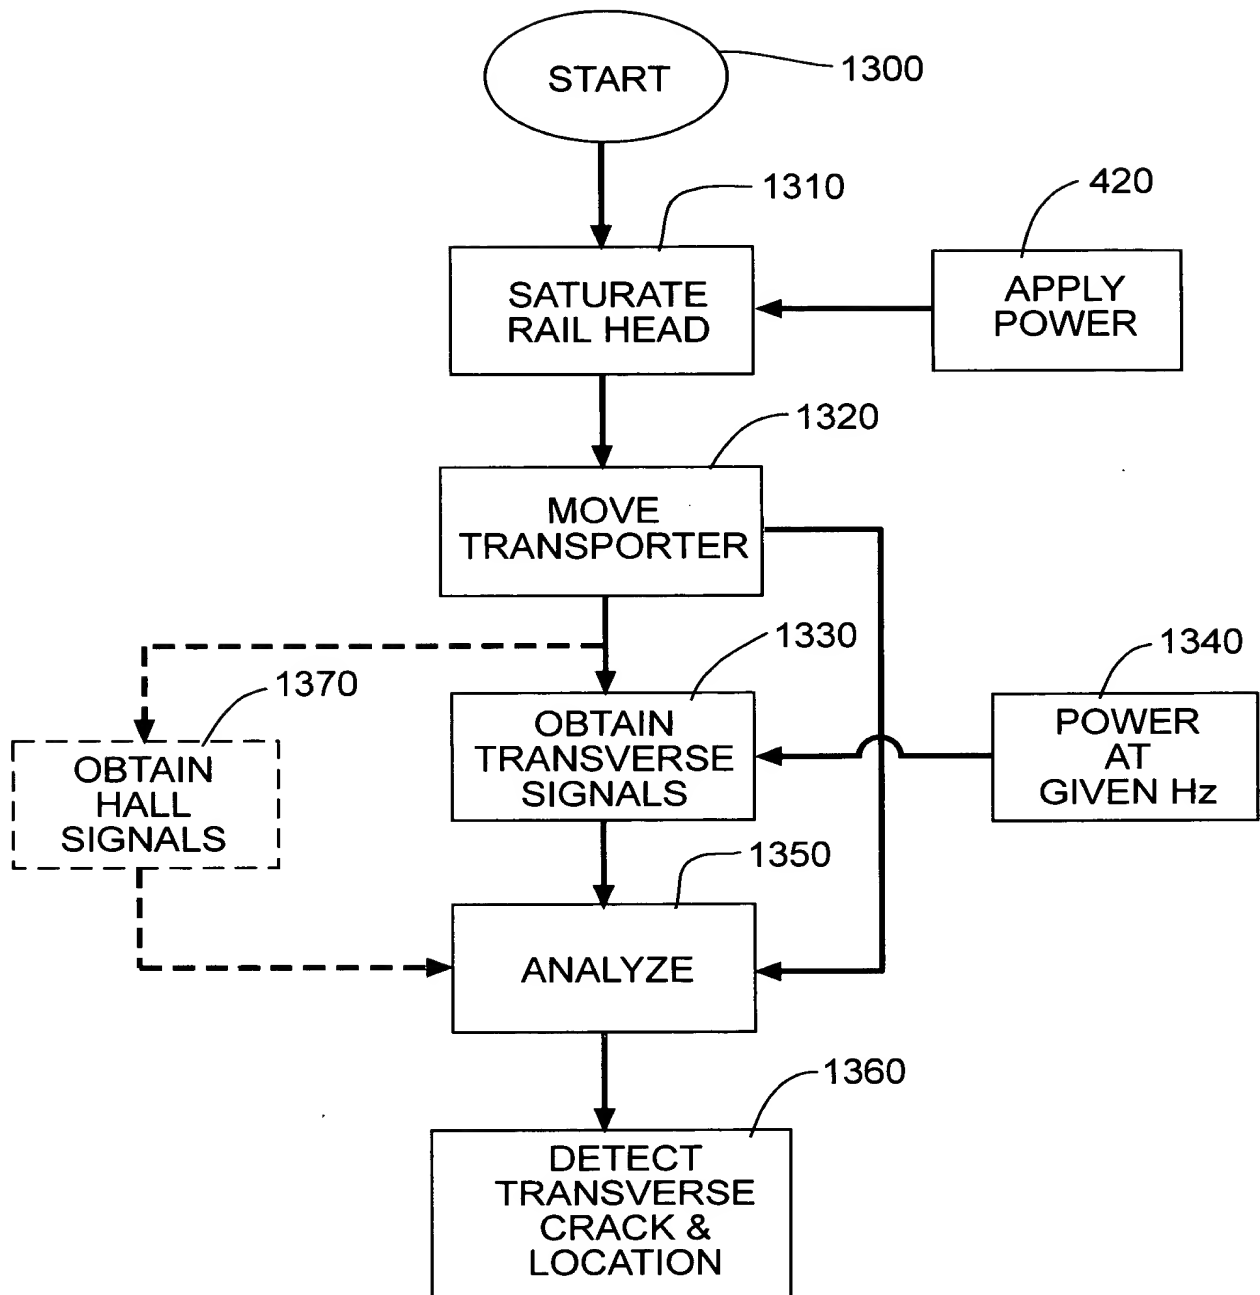 START
1300
1310
SATURATE
RAIL HEAD
420
APPLY
POWER
1320
MOVE
TRANSPORTER
1330
OBTAIN
TRANSVERSE
SIGNALS
1340
POWER
AT
GIVEN Hz
1370
OBTAIN
HALL
SIGNALS
1350
ANALYZE
1360
DETECT
TRANSVERSE
CRACK &
LOCATION